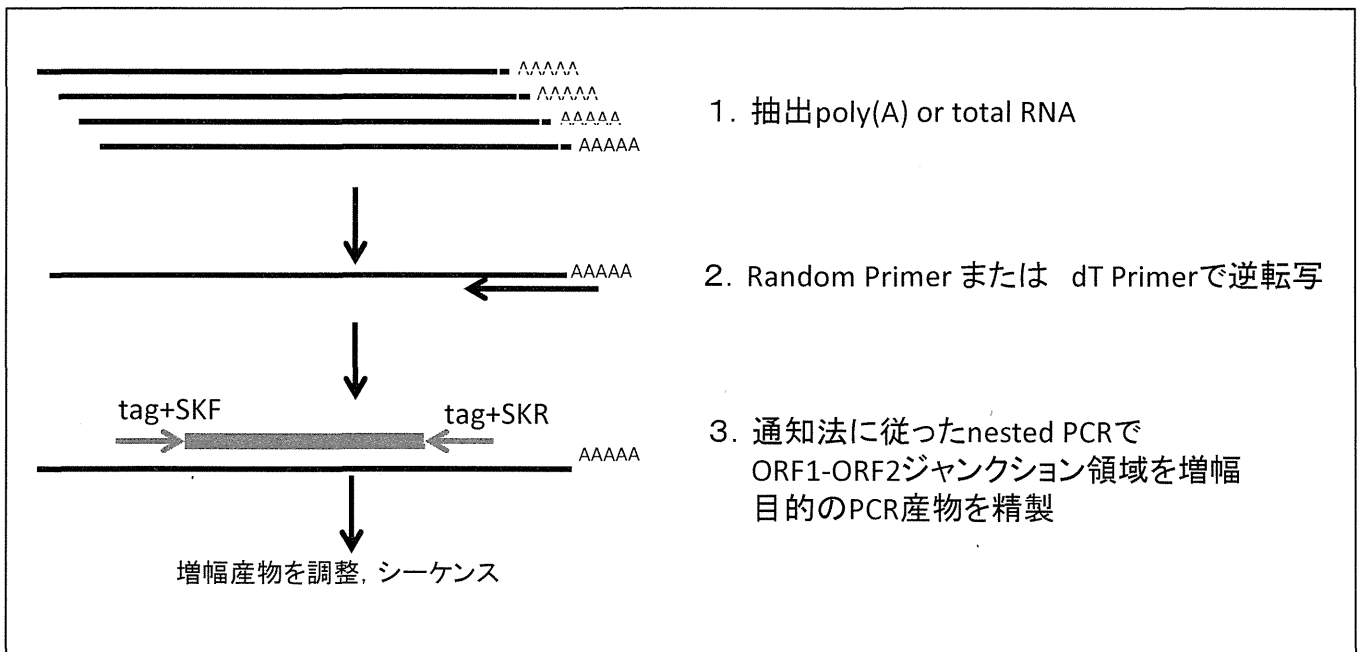 AAAAA
AAAAA
AAAAA
AAAAA
1. 抽出poly(A) or total RNA
AAAAA
2. Random Primer または dT Primerで逆転写
tag+SKF
tag+SKR
AAAAA
3. 通知法に従ったnested PCRで
ORF1-ORF2ジャンクション領域を増幅
目的のPCR産物を精製
増幅産物を調整, シーケンス